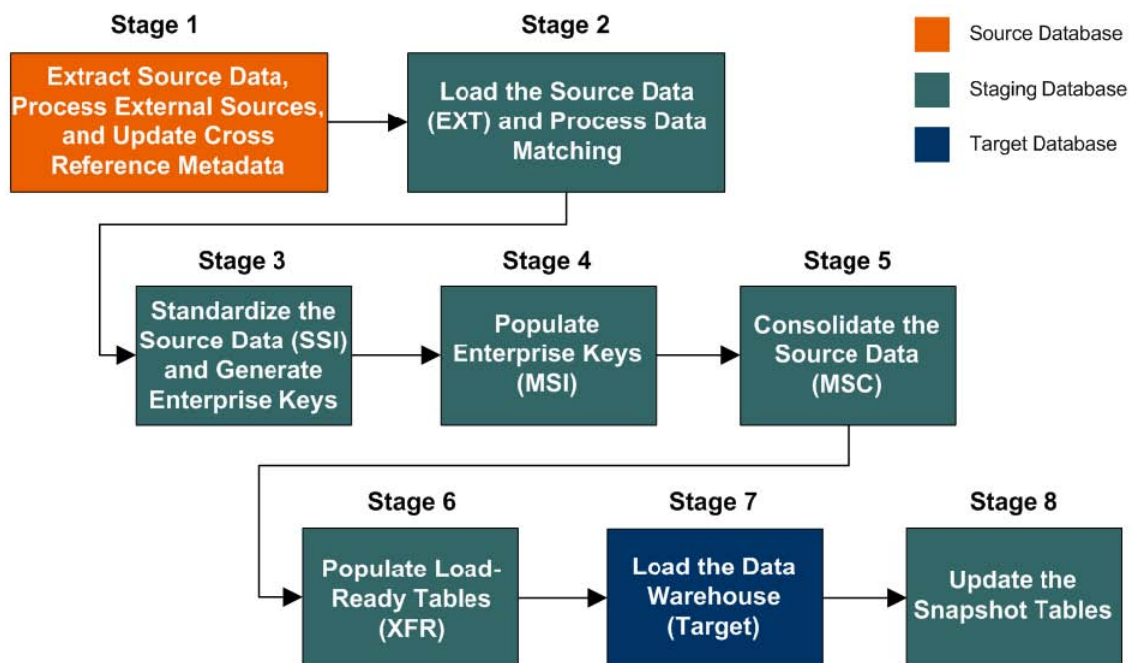 Stage 1
Stage 2
Source Database
Extract Source Data,
Process External Sources,
and Update Cross
Reference Metadata
Load the Source Data
(EXT) and Process Data
Matching
Staging Database
Target Database
Stage 3
Stage 4
Stage 5
Standardize the
Source Data (SSI)
and Generate
Enterprise Keys
Populate
Enterprise Keys
(MSI)
Consolidate the
Source Data
(MSC)
Stage 6
Stage 7
Stage 8
Populate Load-
Ready Tables
(XFR)
Load the Data
Warehouse
(Target)
Update the
Snapshot Tables